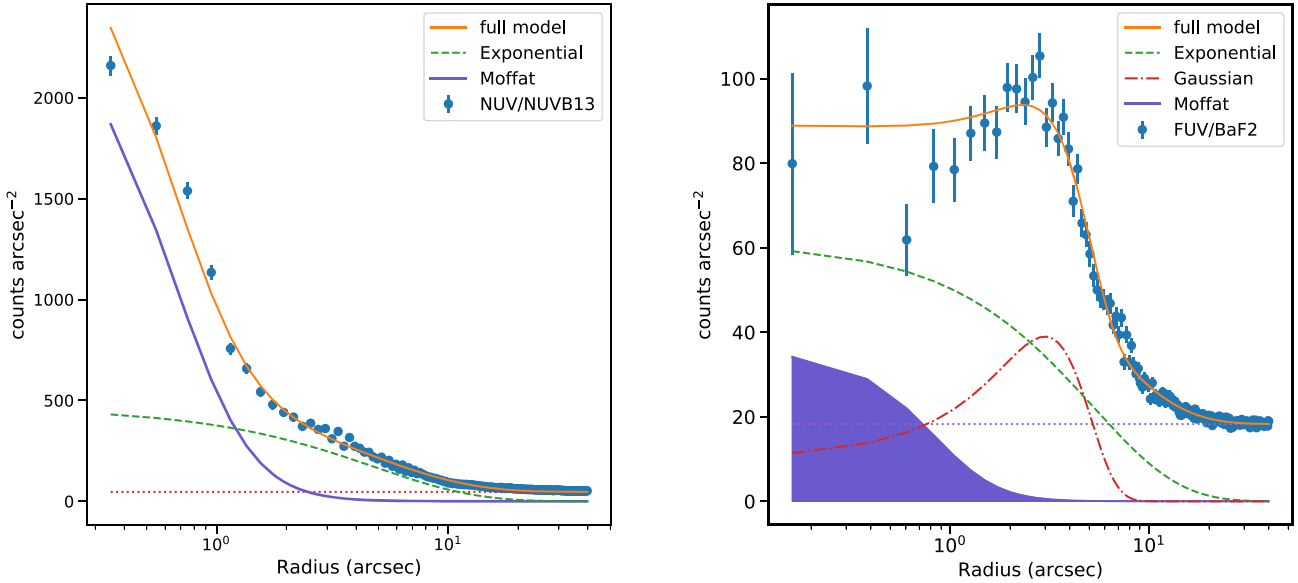 full model
Exponential
Moffat
NUV/NUVB13
2000
1500
1000
500
0
counts arcsec⁻²
10⁰
10¹
Radius (arcsec)
full model
Exponential
Gaussian
Moffat
FUV/BaF2
100
80
60
40
20
0
counts arcsec⁻²
10⁰
10¹
Radius (arcsec)